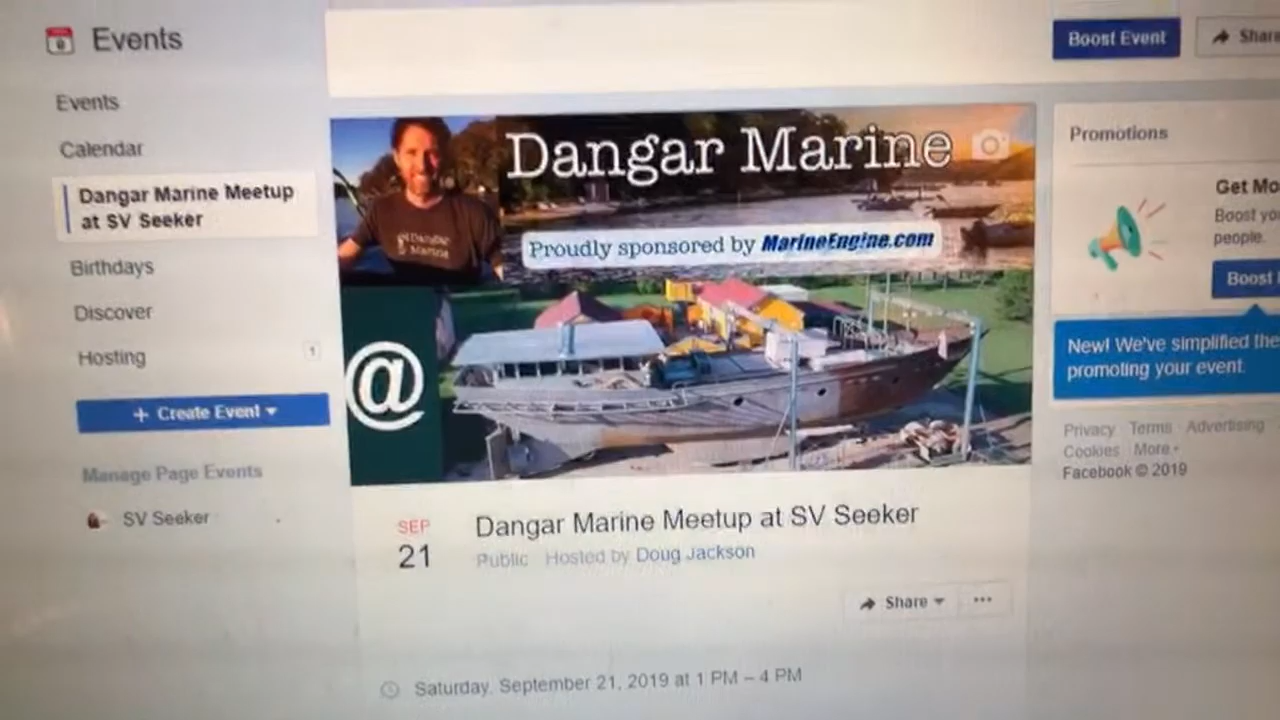 Events
Boost Event
Share
Events
Calendar
Dangar Marine Meetup
at SV Seeker
Birthdays
Discover
Hosting
1
+ Create Event
Manage Page Events
SV Seeker
Dangar Marine
Proudly sponsored by MarineEngine.com
Dangar
Marine
@
SEP
21
Dangar Marine Meetup at SV Seeker
Public · Hosted by Doug Jackson
Share
...
Saturday, September 21, 2019 at 1 PM – 4 PM
Promotions
Get Mo
Boost yo
people.
Boost
New! We've simplified the
promoting your event.
Privacy · Terms · Advertising
Cookies · More
Facebook © 2019